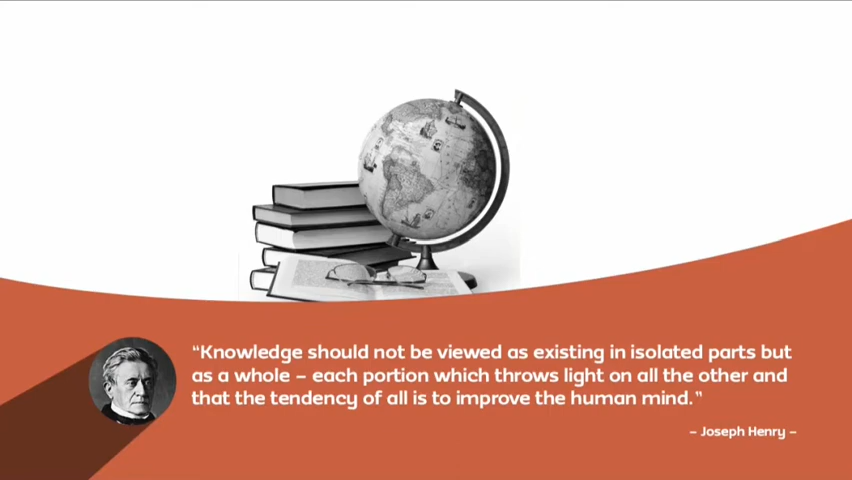 “Knowledge should not be viewed as existing in isolated parts but
as a whole – each portion which throws light on all the other and
that the tendency of all is to improve the human mind.”
– Joseph Henry –